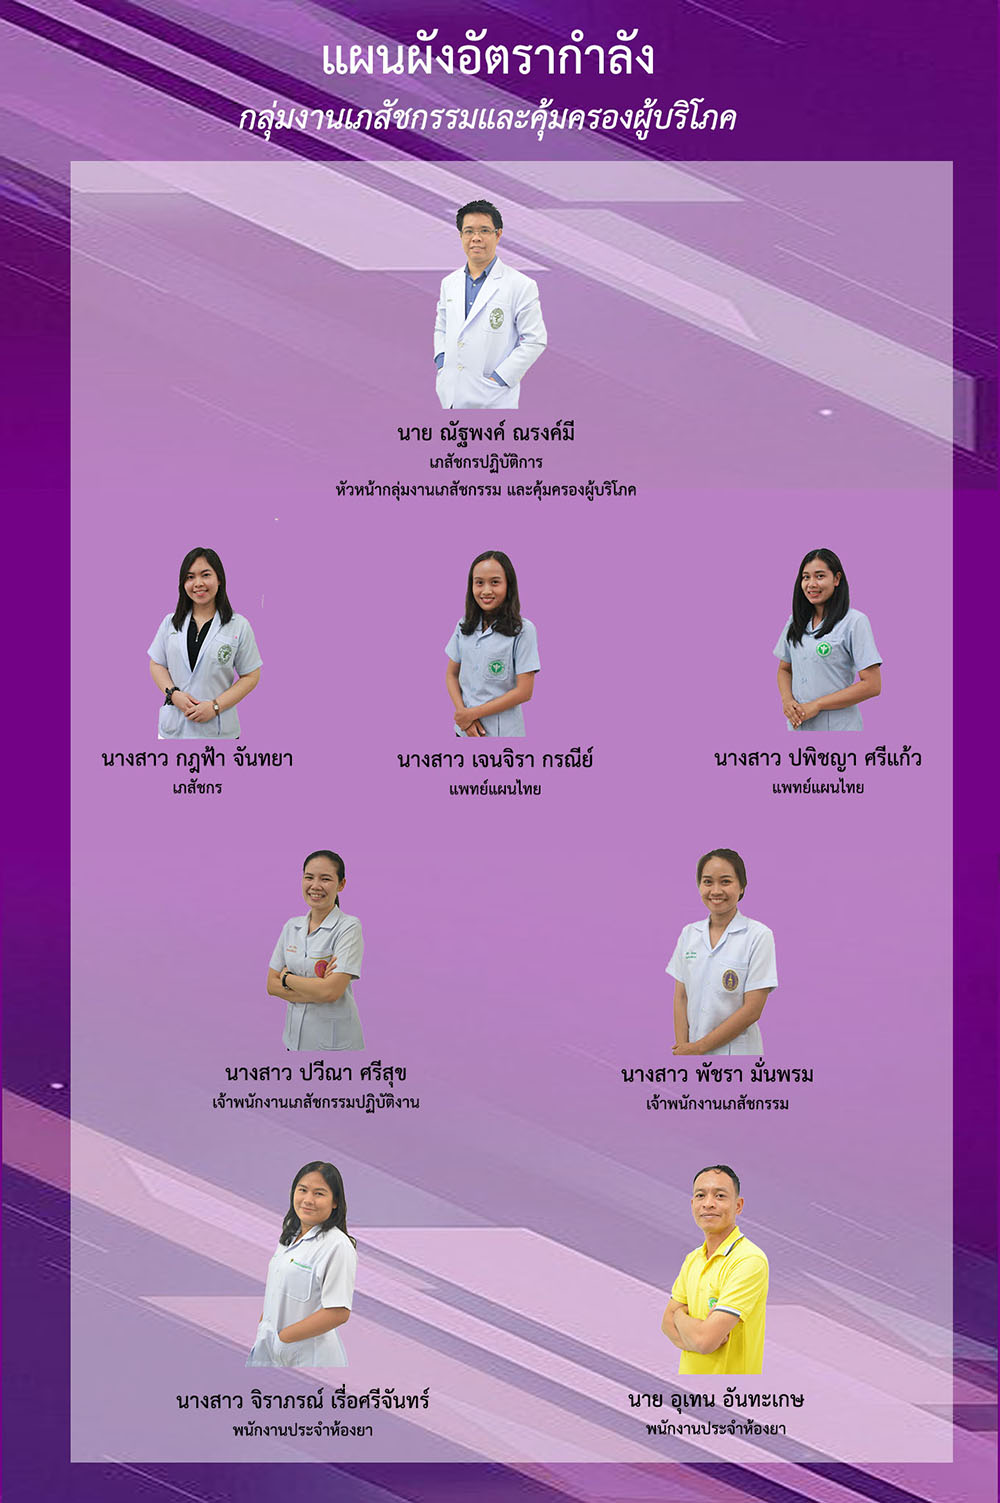 แผนผังอัตรากำลัง
กลุ่มงานเภสัชกรรมและคุ้มครองผู้บริโภค
นาย ณัฐพงค์ ณรงค์มี
เภสัชกรปฏิบัติการ
หัวหน้ากลุ่มงานเภสัชกรรม และคุ้มครองผู้บริโภค
นางสาว กฎฟ้า จันทยา
เภสัชกร
นางสาว เจนจิรา กรณีย์
แพทย์แผนไทย
นางสาว ปพิชญา ศรีแก้ว
แพทย์แผนไทย
นางสาว ปวีณา ศรีสุข
เจ้าพนักงานเภสัชกรรมปฏิบัติงาน
นางสาว พัชรา มั่นพรม
เจ้าพนักงานเภสัชกรรม
นางสาว จิราภรณ์ เรื่อศรีจันทร์
พนักงานประจำห้องยา
นาย อุเทน อันทะเกษ
พนักงานประจำห้องยา